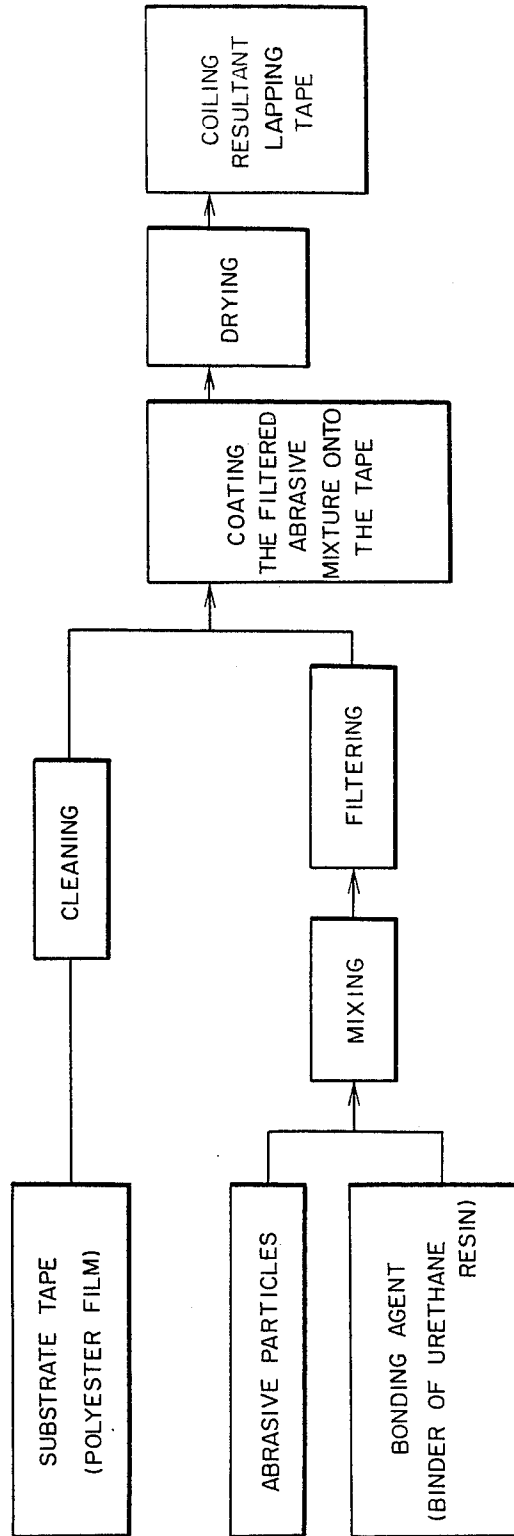 SUBSTRATE TAPE
(POLYESTER FILM)
CLEANING
ABRASIVE PARTICLES
BONDING AGENT
(BINDER OF URETHANE
RESIN)
MIXING
FILTERING
COATING
THE FILTERED
ABRASIVE
MIXTURE ONTO
THE TAPE
DRYING
COILING
RESULTANT
LAPPING
TAPE